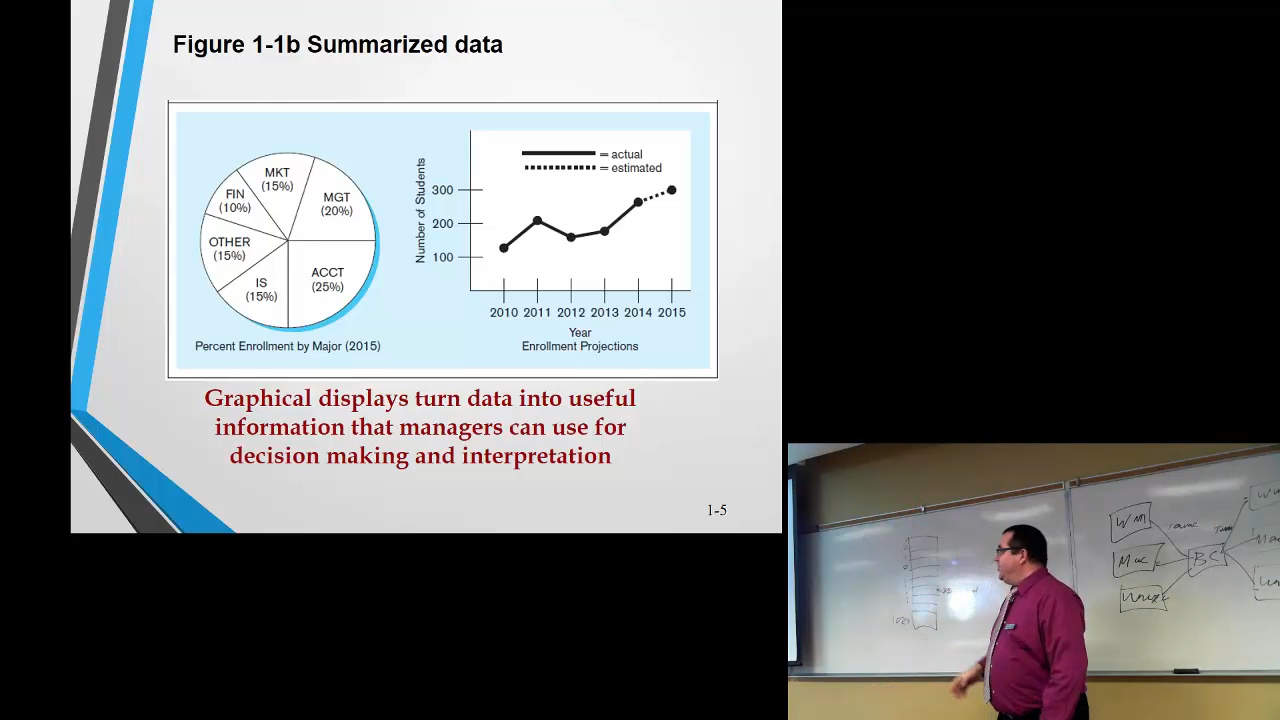 Figure 1-1b Summarized data
MKT
(15%)
MGT
(20%)
FIN
(10%)
OTHER
(15%)
IS
(15%)
ACCT
(25%)
Percent Enrollment by Major (2015)
= actual
= estimated
Number of Students
300
200
100
2010 2011 2012 2013 2014 2015
Year
Enrollment Projections
Graphical displays turn data into useful
information that managers can use for
decision making and interpretation
1-5
Mac
BC
Unix